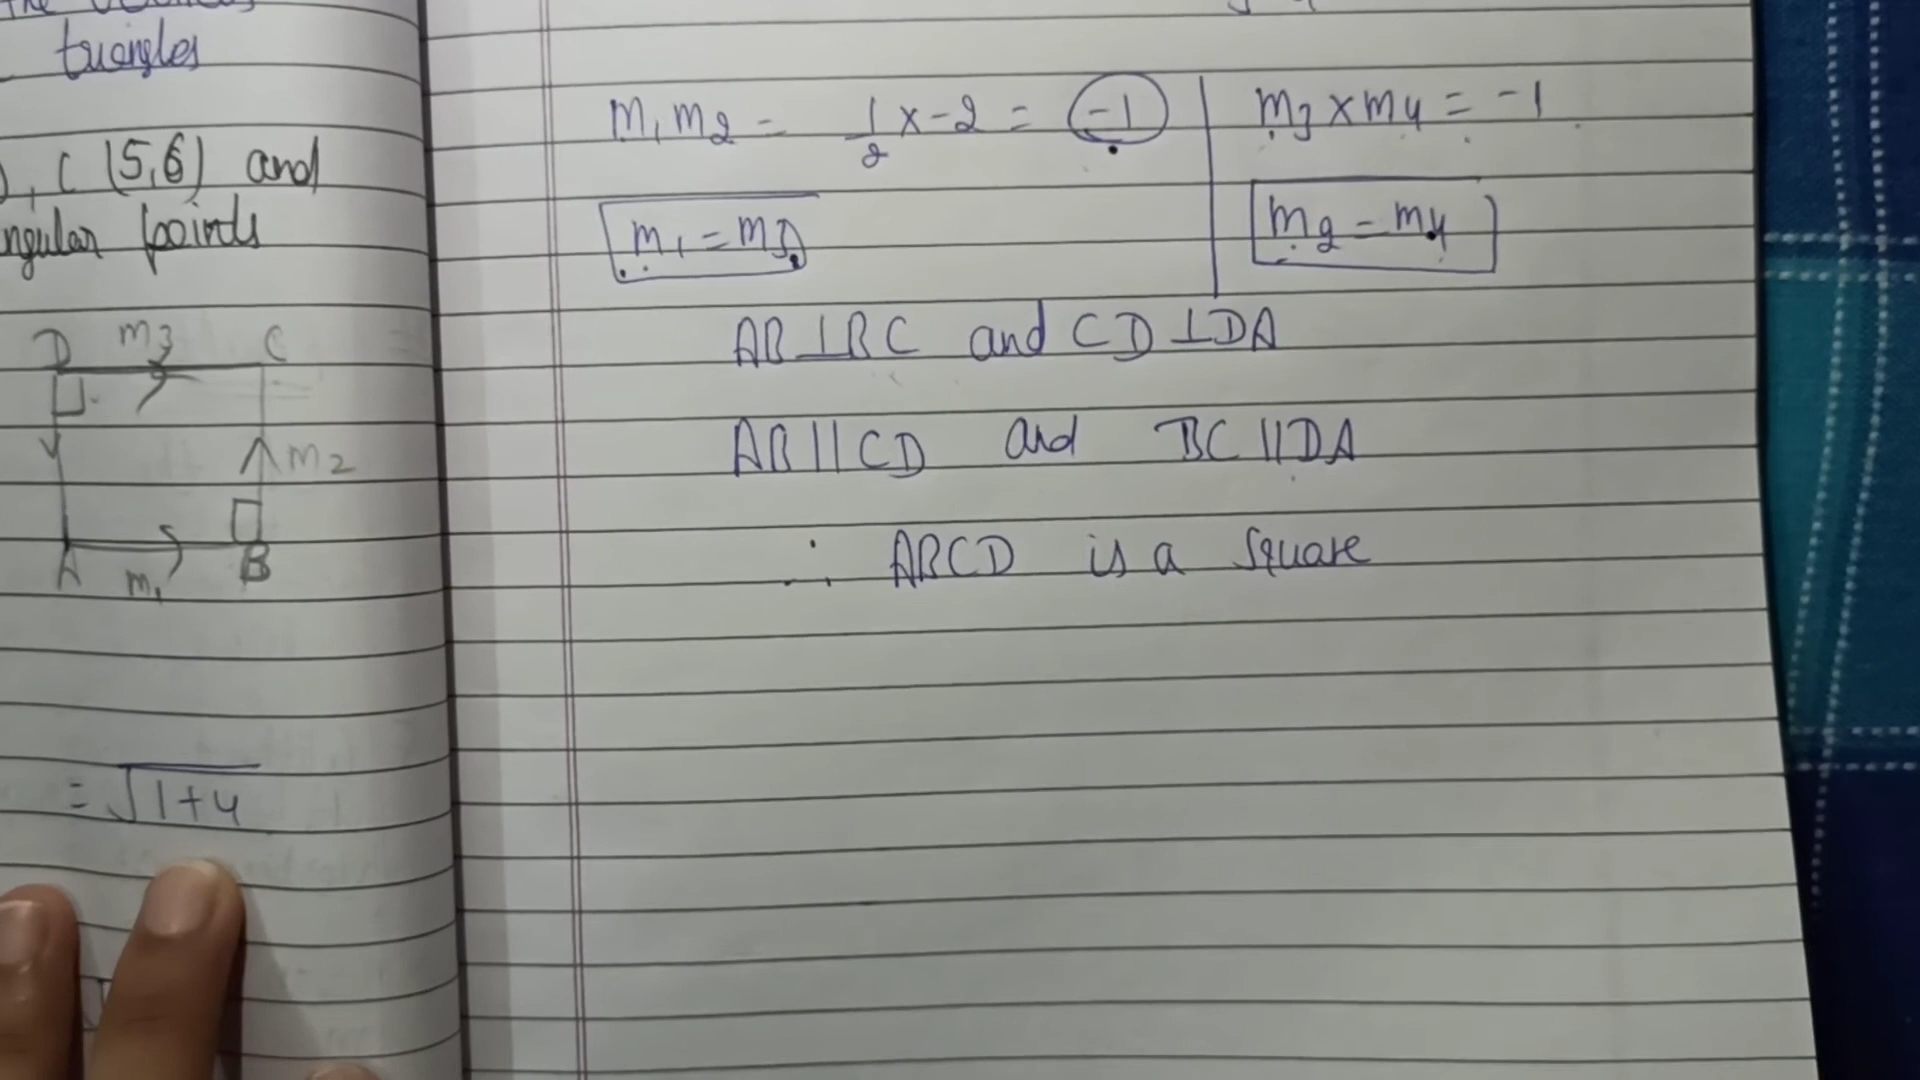 triangles
, C (5,6) and
ngular points
D m3 C
m2
A m1 B
= √1+4
m1 m2 = 1/2 x -2 = -1
m3 x m4 = -1
m1 = m3
m2 = m4
AB⊥BC and CD⊥DA
AB||CD and BC||DA
∴ ABCD is a Square